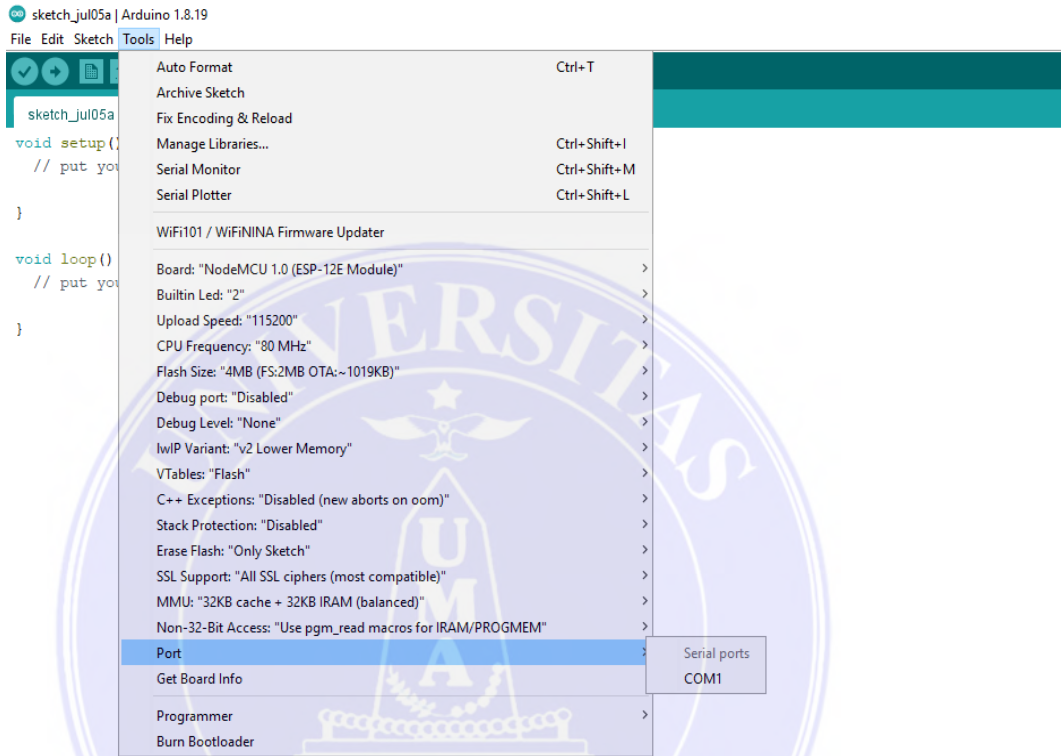 sketch_jul05a | Arduino 1.8.19
File Edit Sketch Tools Help
sketch_jul05a
void setup()
// put you
}
void loop()
// put you
}
Auto Format Ctrl+T
Archive Sketch
Fix Encoding & Reload
Manage Libraries... Ctrl+Shift+I
Serial Monitor Ctrl+Shift+M
Serial Plotter Ctrl+Shift+L
WiFi101 / WiFiNINA Firmware Updater
Board: "NodeMCU 1.0 (ESP-12E Module)"
Builtin Led: "2"
Upload Speed: "115200"
CPU Frequency: "80 MHz"
Flash Size: "4MB (FS:2MB OTA:~1019KB)"
Debug port: "Disabled"
Debug Level: "None"
lwIP Variant: "v2 Lower Memory"
VTables: "Flash"
C++ Exceptions: "Disabled (new aborts on oom)"
Stack Protection: "Disabled"
Erase Flash: "Only Sketch"
SSL Support: "All SSL ciphers (most compatible)"
MMU: "32KB cache + 32KB IRAM (balanced)"
Non-32-Bit Access: "Use pgm_read macros for IRAM/PROGMEM"
Port
Serial ports
COM1
Get Board Info
Programmer
Burn Bootloader
UNIVERSITAS
UMA